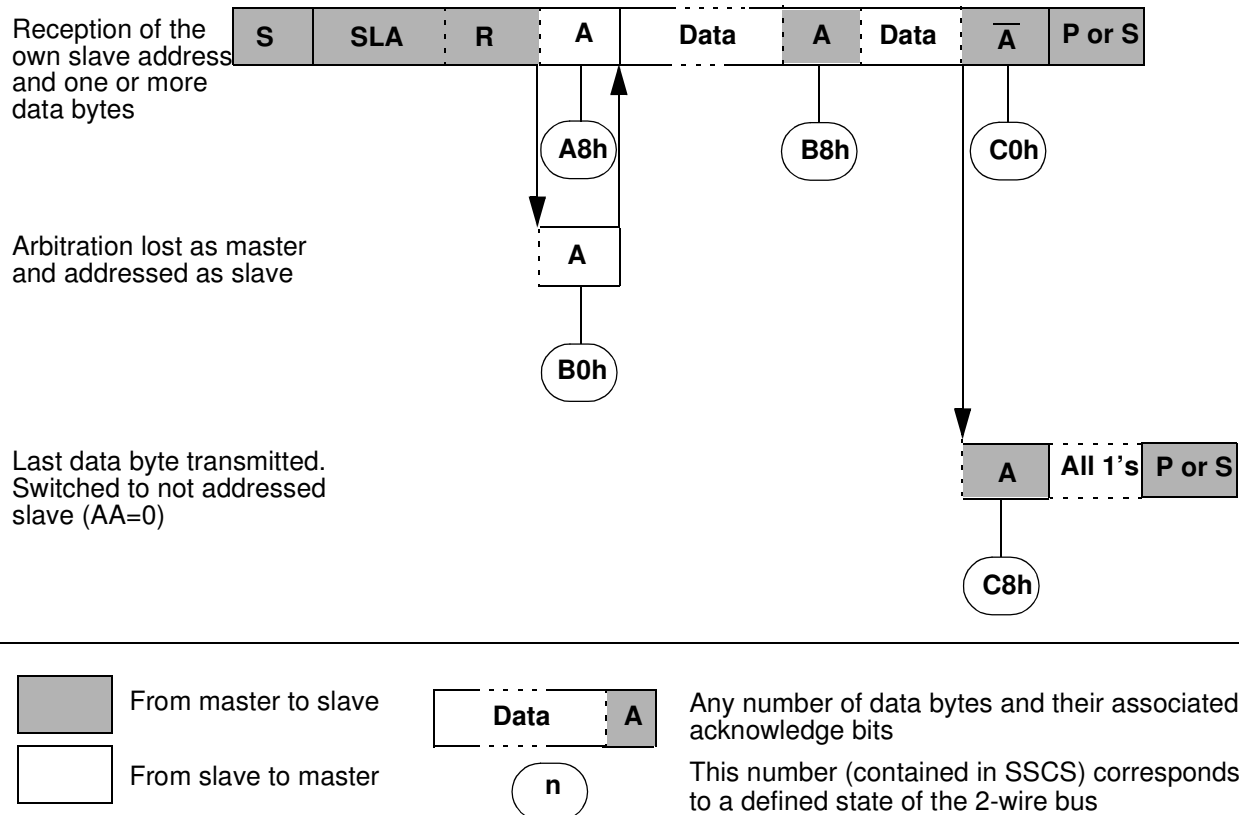 Reception of the
own slave address
and one or more
data bytes
S SLA R A Data A Data A P or S
A8h B8h C0h
Arbitration lost as master
and addressed as slave
A
B0h
Last data byte transmitted.
Switched to not addressed
slave (AA=0)
A All 1's P or S
C8h
From master to slave
From slave to master
Data A
n
Any number of data bytes and their associated
acknowledge bits
This number (contained in SSCS) corresponds
to a defined state of the 2-wire bus